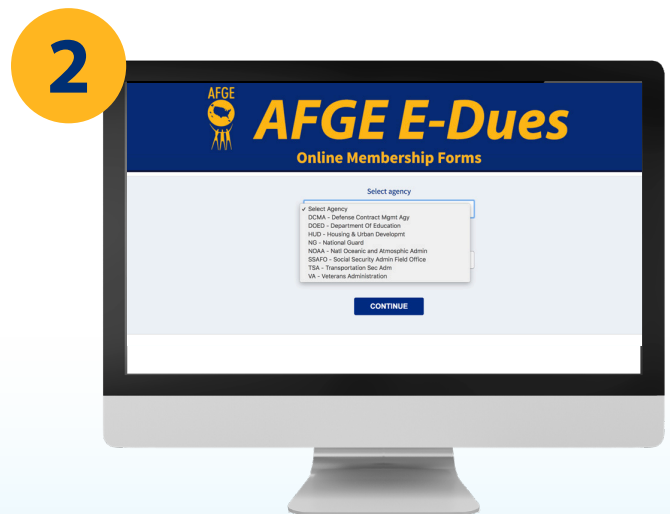 2
AFGE
AFGE E-Dues
Online Membership Forms
Select agency
✓ Select Agency
DCMA - Defense Contract Mgmt Agy
DOED - Department Of Education
HUD - Housing & Urban Developmt
NG - National Guard
NOAA - Natl Oceanic and Atmosphic Admin
SSAFO - Social Security Admin Field Office
TSA - Transportation Sec Adm
VA - Veterans Administration
CONTINUE